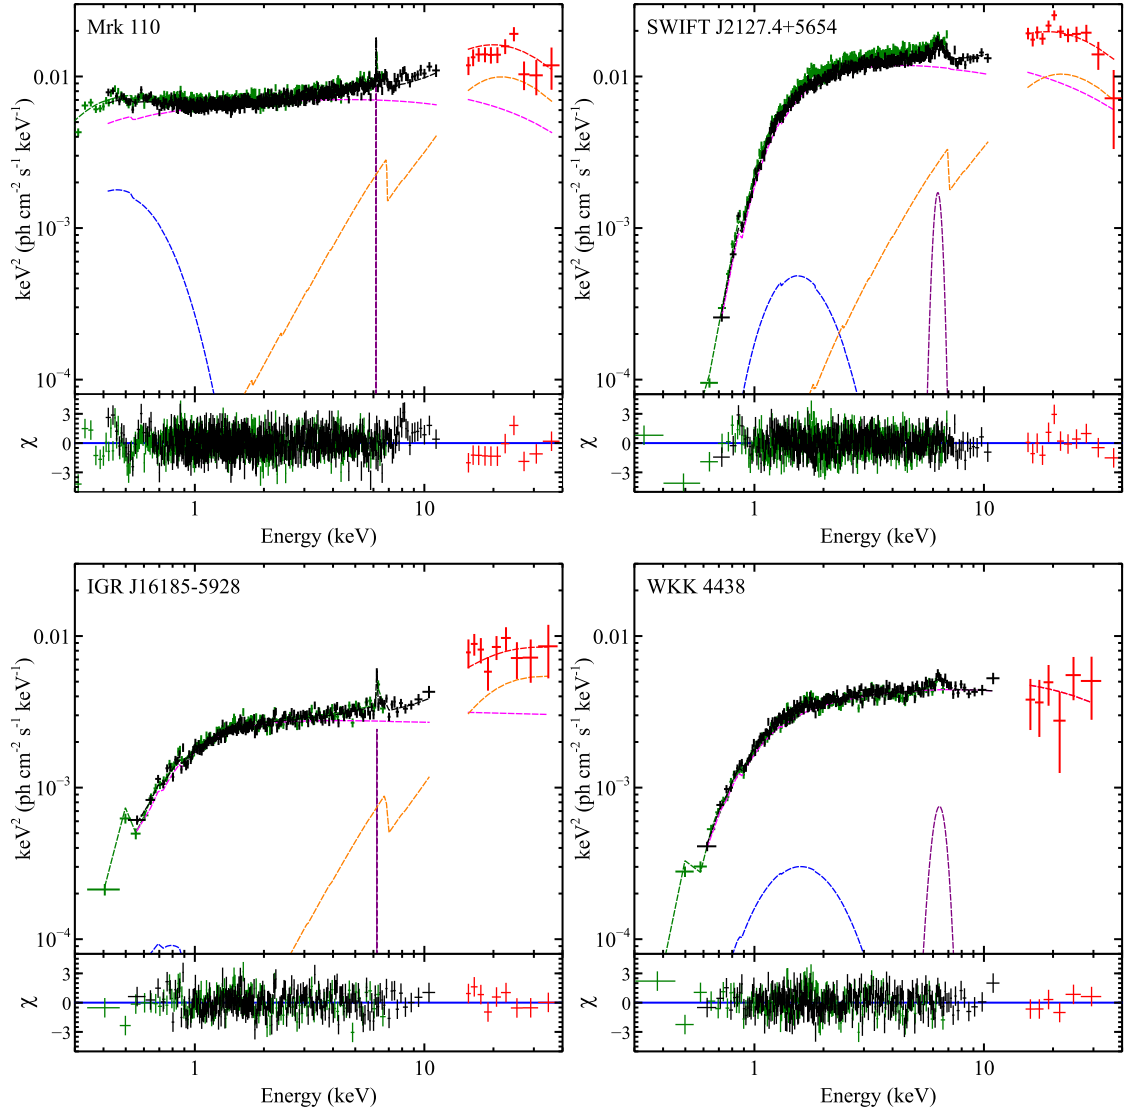 Mrk 110
0.01
10⁻³
10⁻⁴
keV² (ph cm⁻² s⁻¹ keV⁻¹)
3
0
−3
χ
1
10
Energy (keV)
SWIFT J2127.4+5654
0.01
10⁻³
10⁻⁴
keV² (ph cm⁻² s⁻¹ keV⁻¹)
3
0
−3
χ
1
10
Energy (keV)
IGR J16185-5928
0.01
10⁻³
10⁻⁴
keV² (ph cm⁻² s⁻¹ keV⁻¹)
3
0
−3
χ
1
10
Energy (keV)
WKK 4438
0.01
10⁻³
10⁻⁴
keV² (ph cm⁻² s⁻¹ keV⁻¹)
3
0
−3
χ
1
10
Energy (keV)